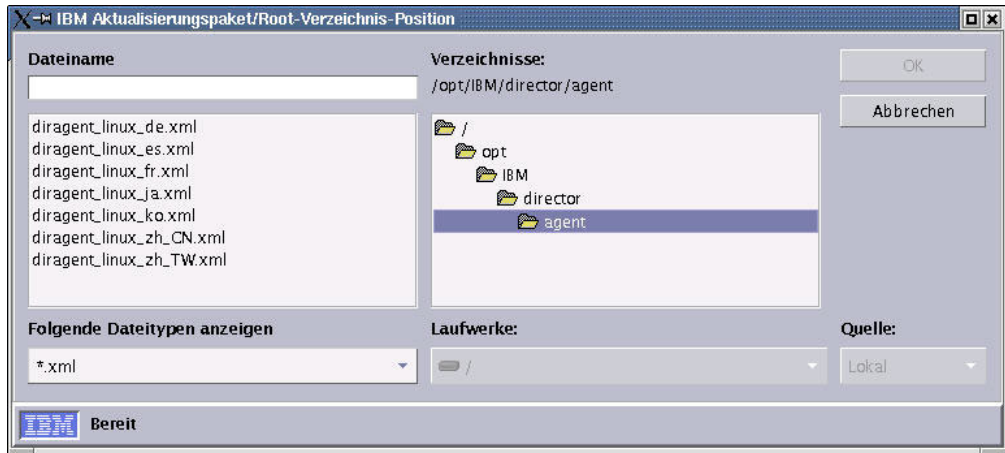 IBM Aktualisierungspaket/Root-Verzeichnis-Position
Dateiname
Verzeichnisse:
/opt/IBM/director/agent
OK
Abbrechen
diragent_linux_de.xml
diragent_linux_es.xml
diragent_linux_fr.xml
diragent_linux_ja.xml
diragent_linux_ko.xml
diragent_linux_zh_CN.xml
diragent_linux_zh_TW.xml
/
opt
IBM
director
agent
Folgende Dateitypen anzeigen
Laufwerke:
Quelle:
*.xml
/
Lokal
IBM
Bereit